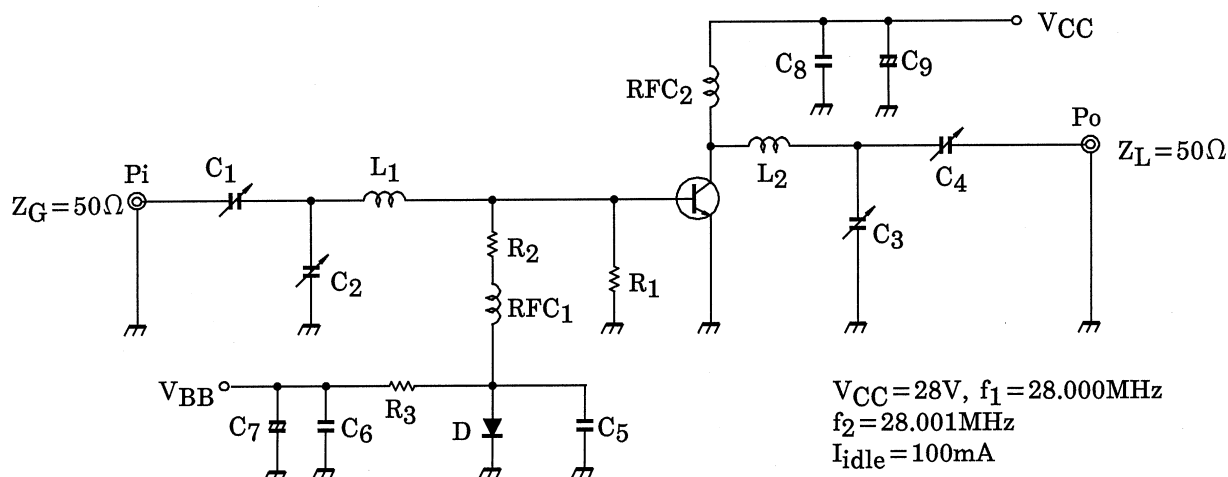 VCC
C8
C9
RFC2
Po
ZL=50Ω
L2
C4
C3
Pi
C1
L1
ZG=50Ω
C2
R2
RFC1
R1
VBB
R3
C7
C6
D
C5
VCC=28V, f1=28.000MHz
f2=28.001MHz
Iidle=100mA